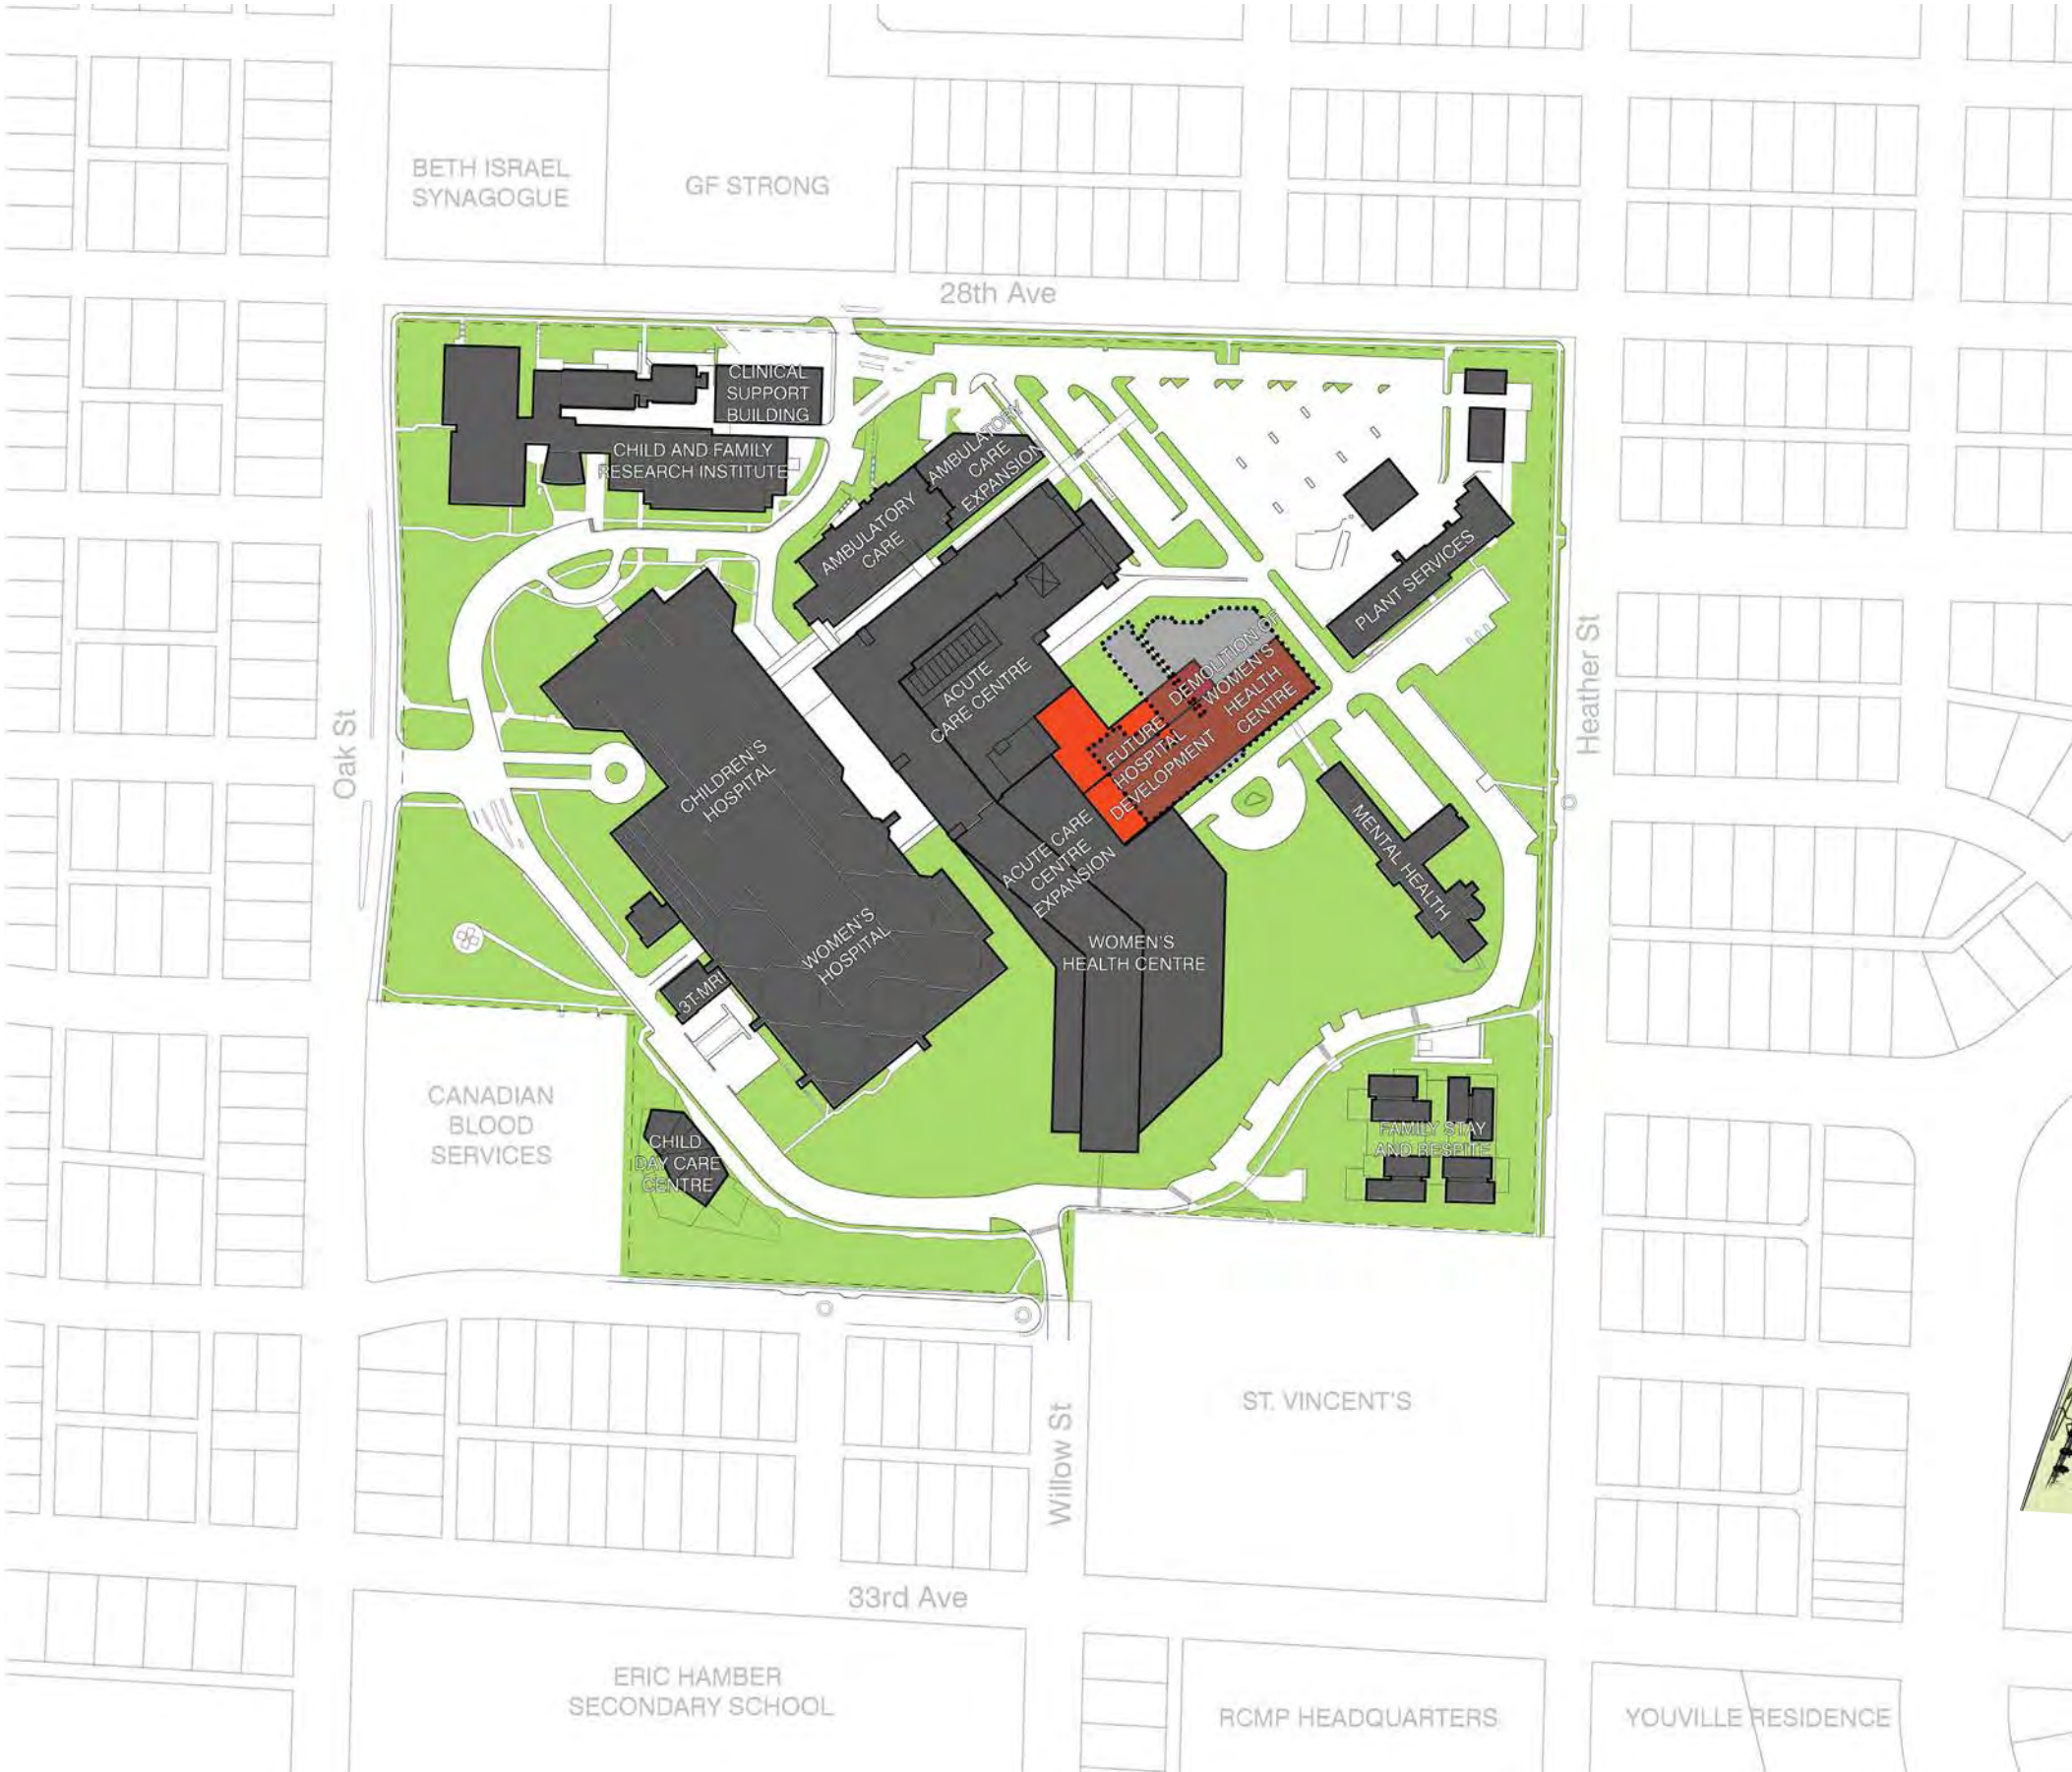 BETH ISRAEL
SYNAGOGUE
GF STRONG
28th Ave
CLINICAL
SUPPORT
BUILDING
CHILD AND FAMILY
RESEARCH INSTITUTE
AMBULATORY
CARE
EXPANSION
AMBULATORY
CARE
PLANT SERVICES
Oak St
Heather St
ACUTE
CARE CENTRE
DEMOLITION OF
WOMEN'S
HEALTH
CENTRE
FUTURE
HOSPITAL
DEVELOPMENT
CHILDREN'S
HOSPITAL
ACUTE CARE
CENTRE
EXPANSION
MENTAL HEALTH
WOMEN'S
HOSPITAL
WOMEN'S
HEALTH CENTRE
3T-MRI
CANADIAN
BLOOD
SERVICES
CHILD
DAY CARE
CENTRE
FAMILY STAY
AND RESPITE
ST. VINCENT'S
Willow St
33rd Ave
ERIC HAMBER
SECONDARY SCHOOL
RCMP HEADQUARTERS
YOUVILLE RESIDENCE